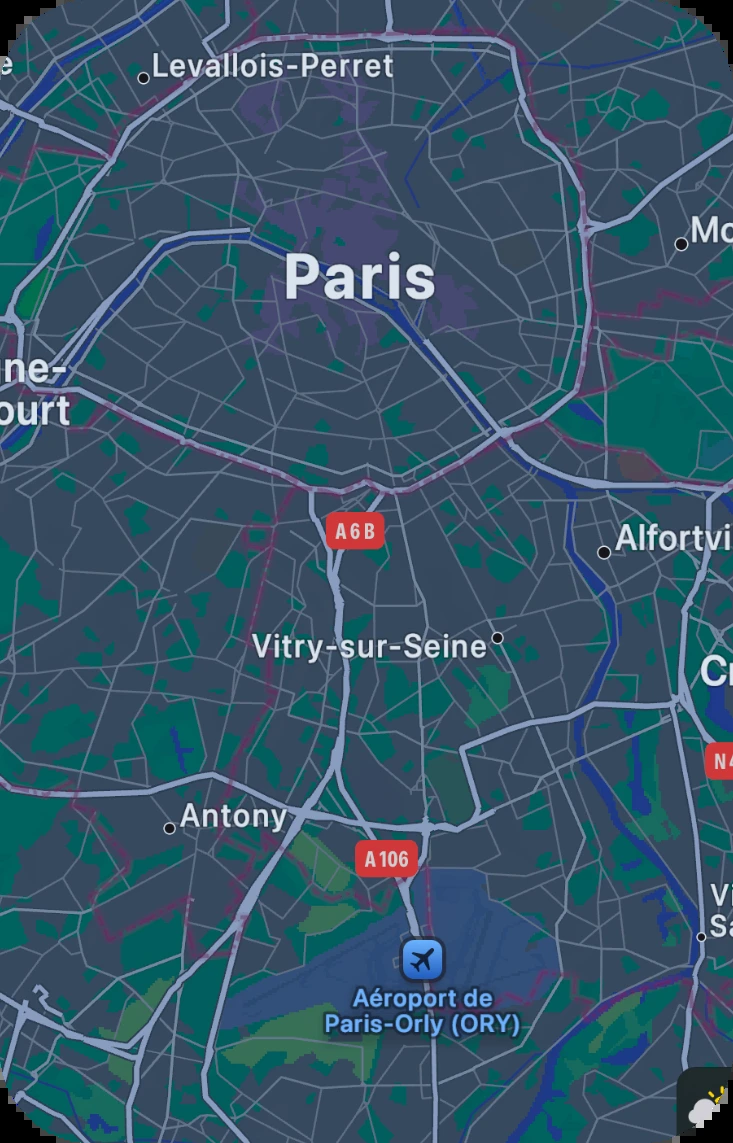 e
Levallois-Perret
Mo
Paris
ne-
ourt
A6B
Alfortvi
Vitry-sur-Seine
Cr
N4
Antony
A106
Vi
Sa
Aéroport de
Paris-Orly (ORY)